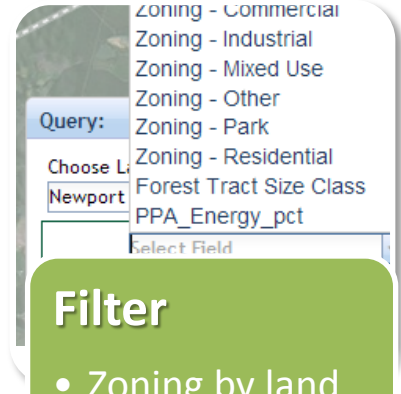 Zoning - Commercial
Zoning - Industrial
Zoning - Mixed Use
Zoning - Other
Query:
Zoning - Park
Zoning - Residential
Choose La
Forest Tract Size Class
Newport
PPA_Energy_pct
Select Field
Filter
• Zoning by land